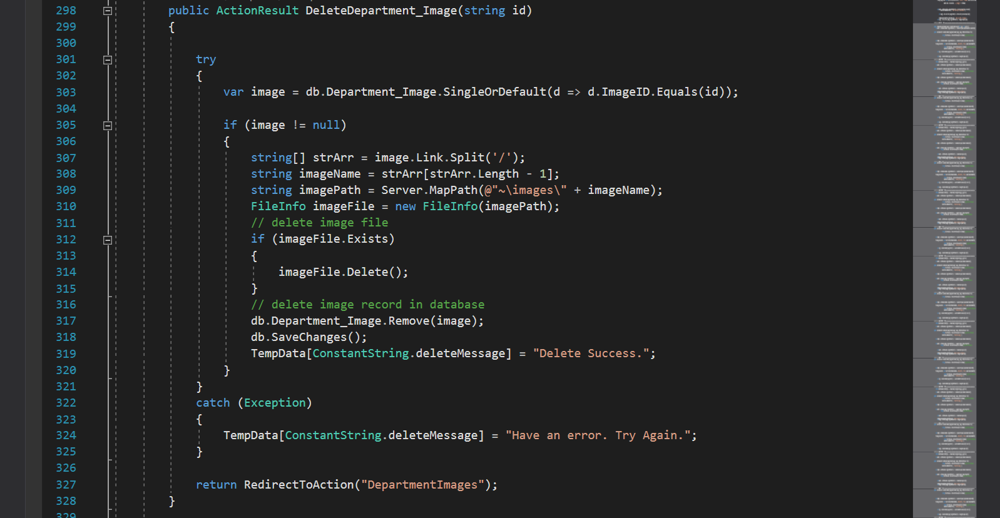 298 public ActionResult DeleteDepartment_Image(string id)
299 {
300
301 try
302 {
303 var image = db.Department_Image.SingleOrDefault(d => d.ImageID.Equals(id));
304
305 if (image != null)
306 {
307 string[] strArr = image.Link.Split('/');
308 string imageName = strArr[strArr.Length - 1];
309 string imagePath = Server.MapPath(@"~\images\" + imageName);
310 FileInfo imageFile = new FileInfo(imagePath);
311 // delete image file
312 if (imageFile.Exists)
313 {
314 imageFile.Delete();
315 }
316 // delete image record in database
317 db.Department_Image.Remove(image);
318 db.SaveChanges();
319 TempData[ConstantString.deleteMessage] = "Delete Success.";
320 }
321 }
322 catch (Exception)
323 {
324 TempData[ConstantString.deleteMessage] = "Have an error. Try Again.";
325 }
326
327 return RedirectToAction("DepartmentImages");
328 }
329